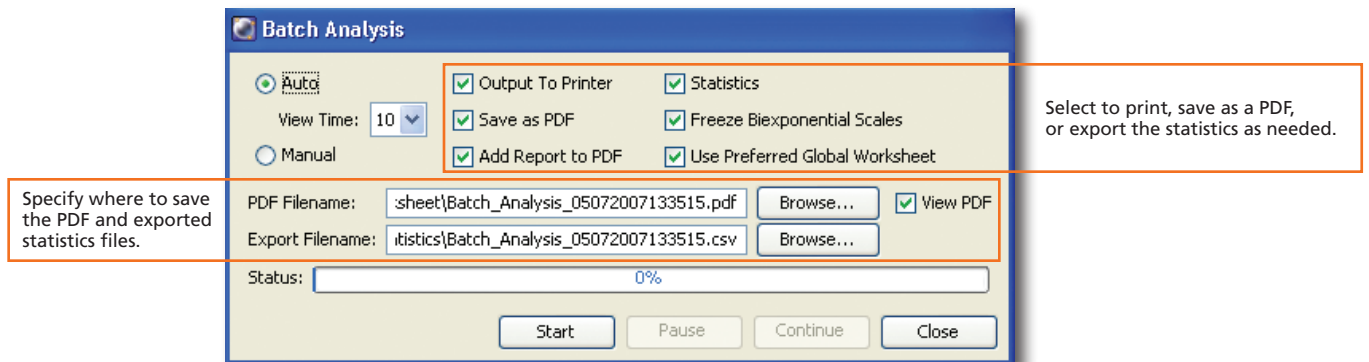 Batch Analysis
Auto
View Time: 10
Manual
Output To Printer
Save as PDF
Add Report to PDF
Statistics
Freeze Biexponential Scales
Use Preferred Global Worksheet
Select to print, save as a PDF,
or export the statistics as needed.
Specify where to save
the PDF and exported
statistics files.
PDF Filename: :sheet\Batch_Analysis_05072007133515.pdf Browse... View PDF
Export Filename: itistics\Batch_Analysis_05072007133515.csv Browse...
Status: 0%
Start Pause Continue Close